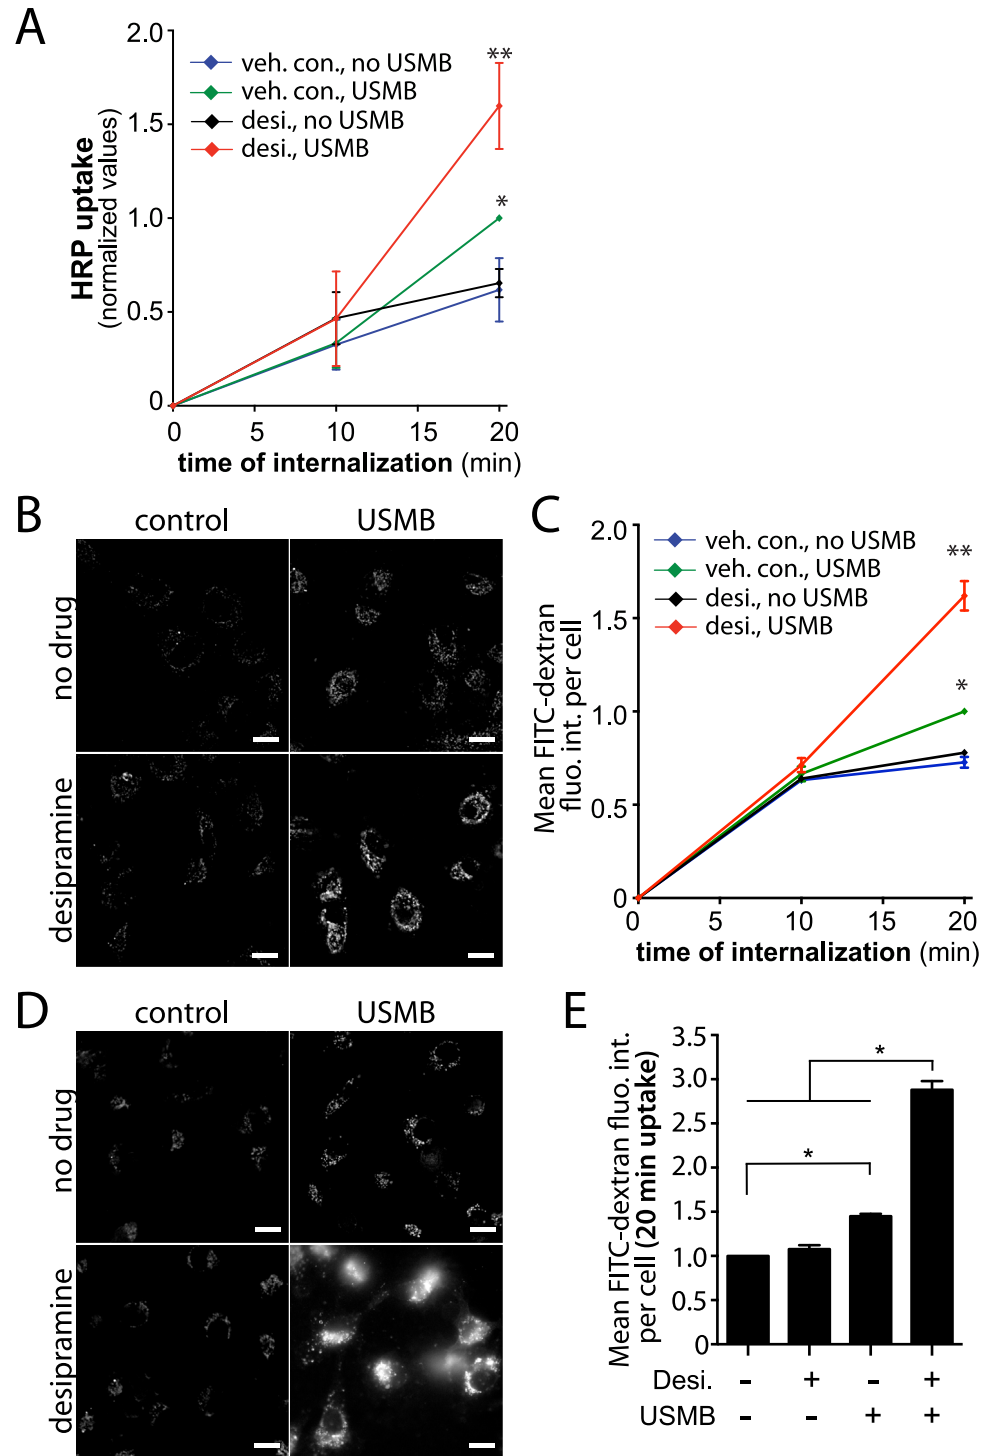 A
2.0
1.5
1.0
0.5
0
HRP uptake
(normalized values)
veh. con., no USMB
veh. con., USMB
desi., no USMB
desi., USMB
**
*
0 5 10 15 20
time of internalization (min)
B
control USMB
no drug
desipramine
C
2.0
1.5
1.0
0.5
0
Mean FITC-dextran
fluo. int. per cell
veh. con., no USMB
veh. con., USMB
desi., no USMB
desi., USMB
**
*
0 5 10 15 20
time of internalization (min)
D
control USMB
no drug
desipramine
E
Mean FITC-dextran fluo. int.
per cell (20 min uptake)
3.5
3.0
2.5
2.0
1.5
1.0
0.5
0
*
*
Desi. - + - +
USMB - - + +